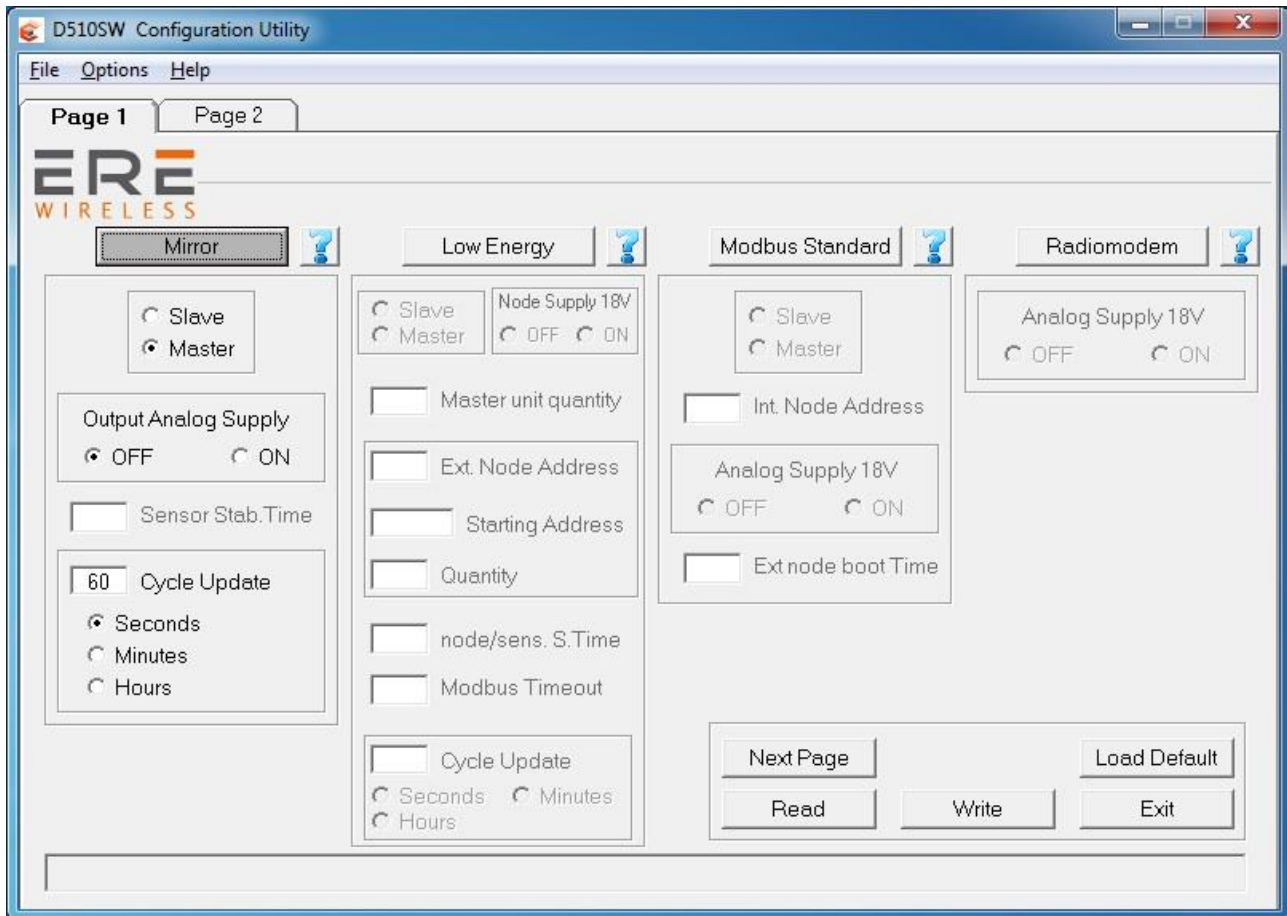 D510SW Configuration Utility
File Options Help
Page 1 Page 2
ERE
WIRELESS
Mirror
Slave
Master
Output Analog Supply
OFF ON
Sensor Stab.Time
60 Cycle Update
Seconds
Minutes
Hours
Low Energy
Slave
Master
Node Supply 18V
OFF ON
Master unit quantity
Ext. Node Address
Starting Address
Quantity
node/sens. S.Time
Modbus Timeout
Cycle Update
Seconds Minutes
Hours
Modbus Standard
Slave
Master
Int. Node Address
Analog Supply 18V
OFF ON
Ext node boot Time
Radiomodem
Analog Supply 18V
OFF ON
Next Page Load Default
Read Write Exit